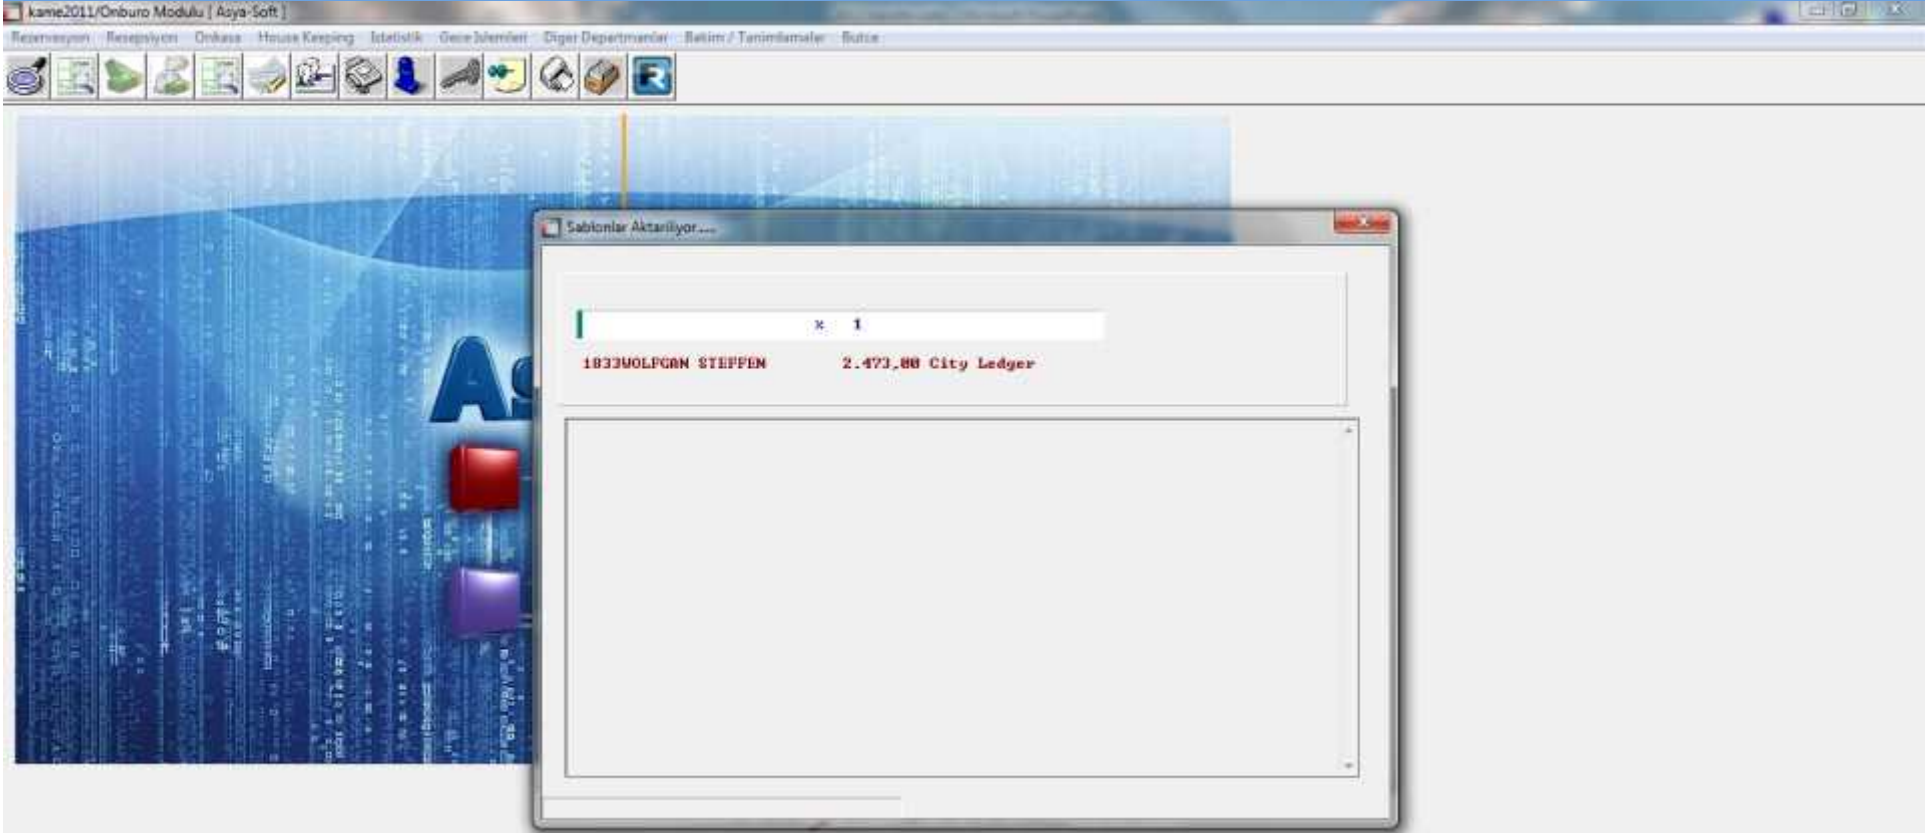 kame2011/Onburo Modulu [ Asya-Soft ]
Rezervasyon Resepsiyon Onkasa House Keeping Istatistik Gece Islemleri Diger Departmanlar Bakim / Tanimlamalar Butce
As
Sablonlar Aktariliyor....
% 1
1833WOLFGAN STEFFEN 2.473,00 City Ledger